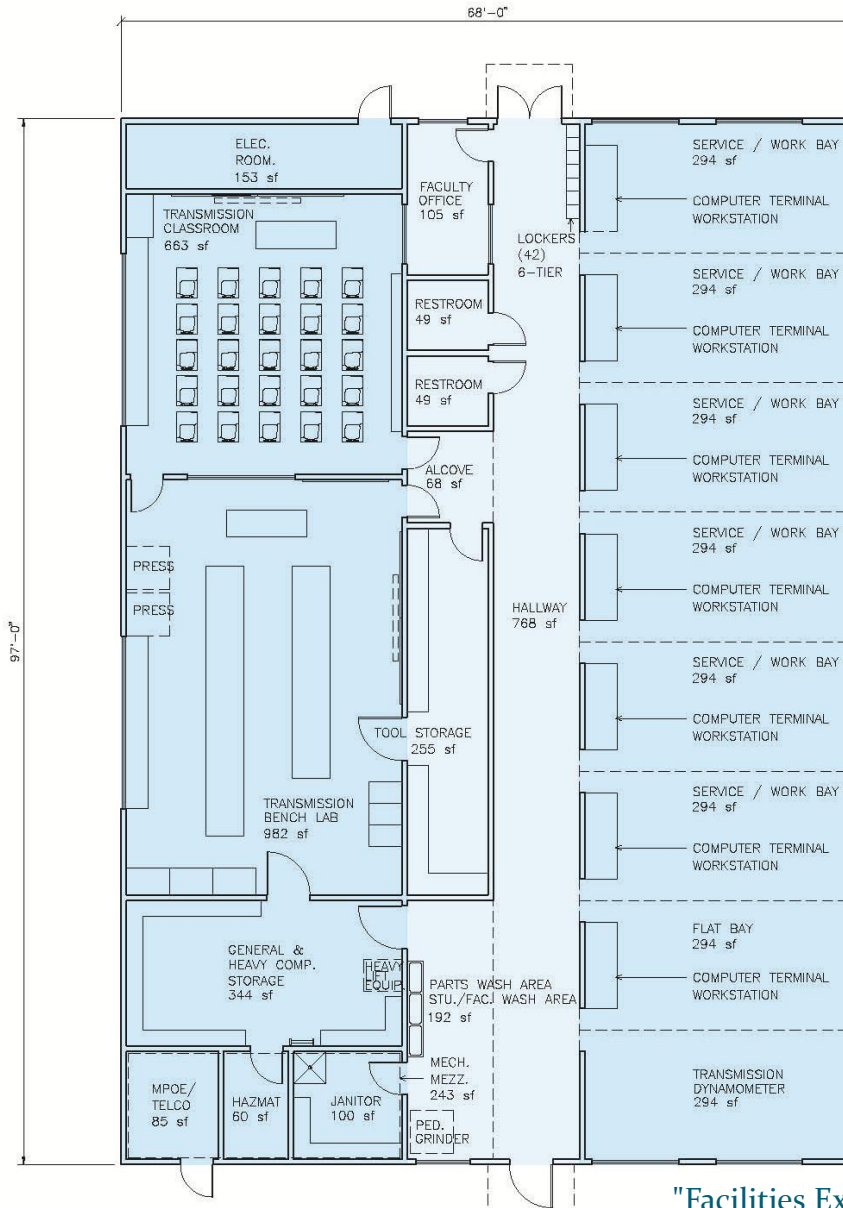 68'-0"
97'-0"
ELEC.
ROOM.
153 sf
TRANSMISSION
CLASSROOM
663 sf
FACULTY
OFFICE
105 sf
LOCKERS
(42)
6-TIER
RESTROOM
49 sf
RESTROOM
49 sf
ALCOVE
68 sf
PRESS
PRESS
HALLWAY
768 sf
TOOL STORAGE
255 sf
TRANSMISSION
BENCH LAB
982 sf
GENERAL &
HEAVY COMP.
STORAGE
344 sf
HEAVY
LIFT
EQUIP.
PARTS WASH AREA
STU./FAC. WASH AREA
192 sf
MECH.
MEZZ.
243 sf
MPOE/
TELCO
85 sf
HAZMAT
60 sf
JANITOR
100 sf
PED.
GRINDER
SERVICE / WORK BAY
294 sf
COMPUTER TERMINAL
WORKSTATION
SERVICE / WORK BAY
294 sf
COMPUTER TERMINAL
WORKSTATION
SERVICE / WORK BAY
294 sf
COMPUTER TERMINAL
WORKSTATION
SERVICE / WORK BAY
294 sf
COMPUTER TERMINAL
WORKSTATION
SERVICE / WORK BAY
294 sf
COMPUTER TERMINAL
WORKSTATION
SERVICE / WORK BAY
294 sf
COMPUTER TERMINAL
WORKSTATION
FLAT BAY
294 sf
COMPUTER TERMINAL
WORKSTATION
TRANSMISSION
DYNAMOMETER
294 sf
"Facilities Ex